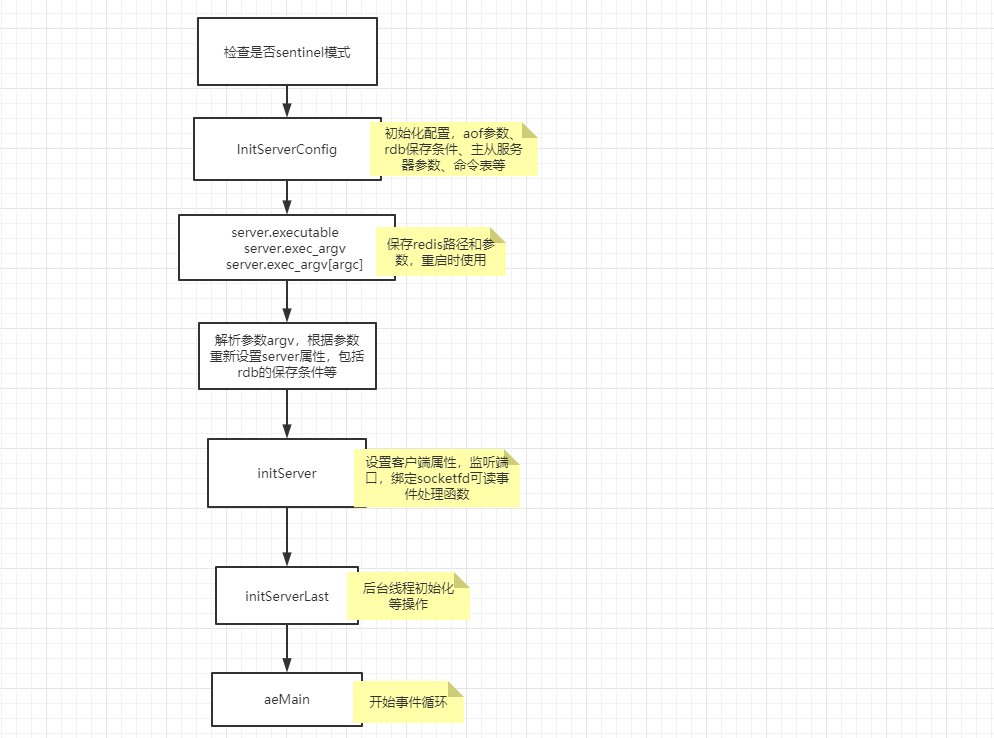 检查是否sentinel模式
InitServerConfig
初始化配置，aof参数、
rdb保存条件、主从服务
器参数、命令表等
server.executable
server.exec_argv
server.exec_argv[argc]
保存redis路径和参
数，重启时使用
解析参数argv，根据参数
重新设置server属性，包括
rdb的保存条件等
initServer
设置客户端属性，监听端
口，绑定socketfd可读事
件处理函数
initServerLast
后台线程初始化
等操作
aeMain
开始事件循环